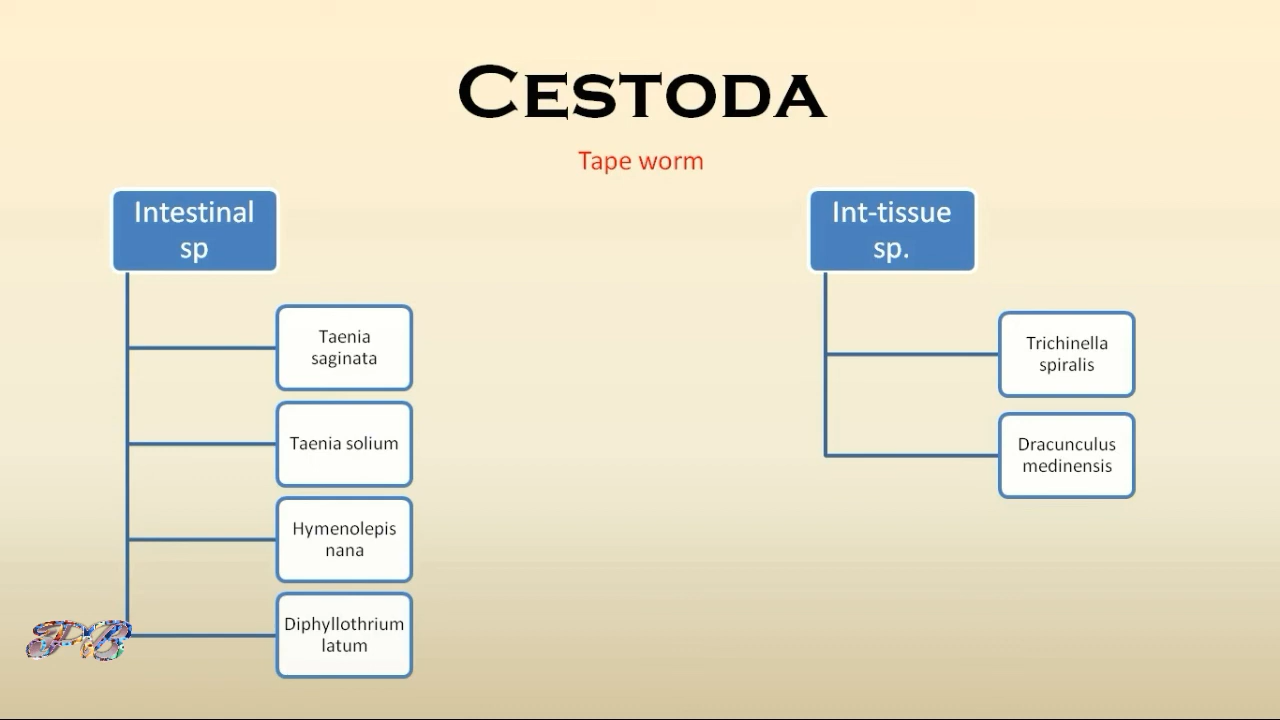 CESTODA
Tape worm
Intestinal
sp
Taenia
saginata
Taenia solium
Hymenolepis
nana
Diphyllothrium
latum
Int-tissue
sp.
Trichinella
spiralis
Dracunculus
medinensis
PB